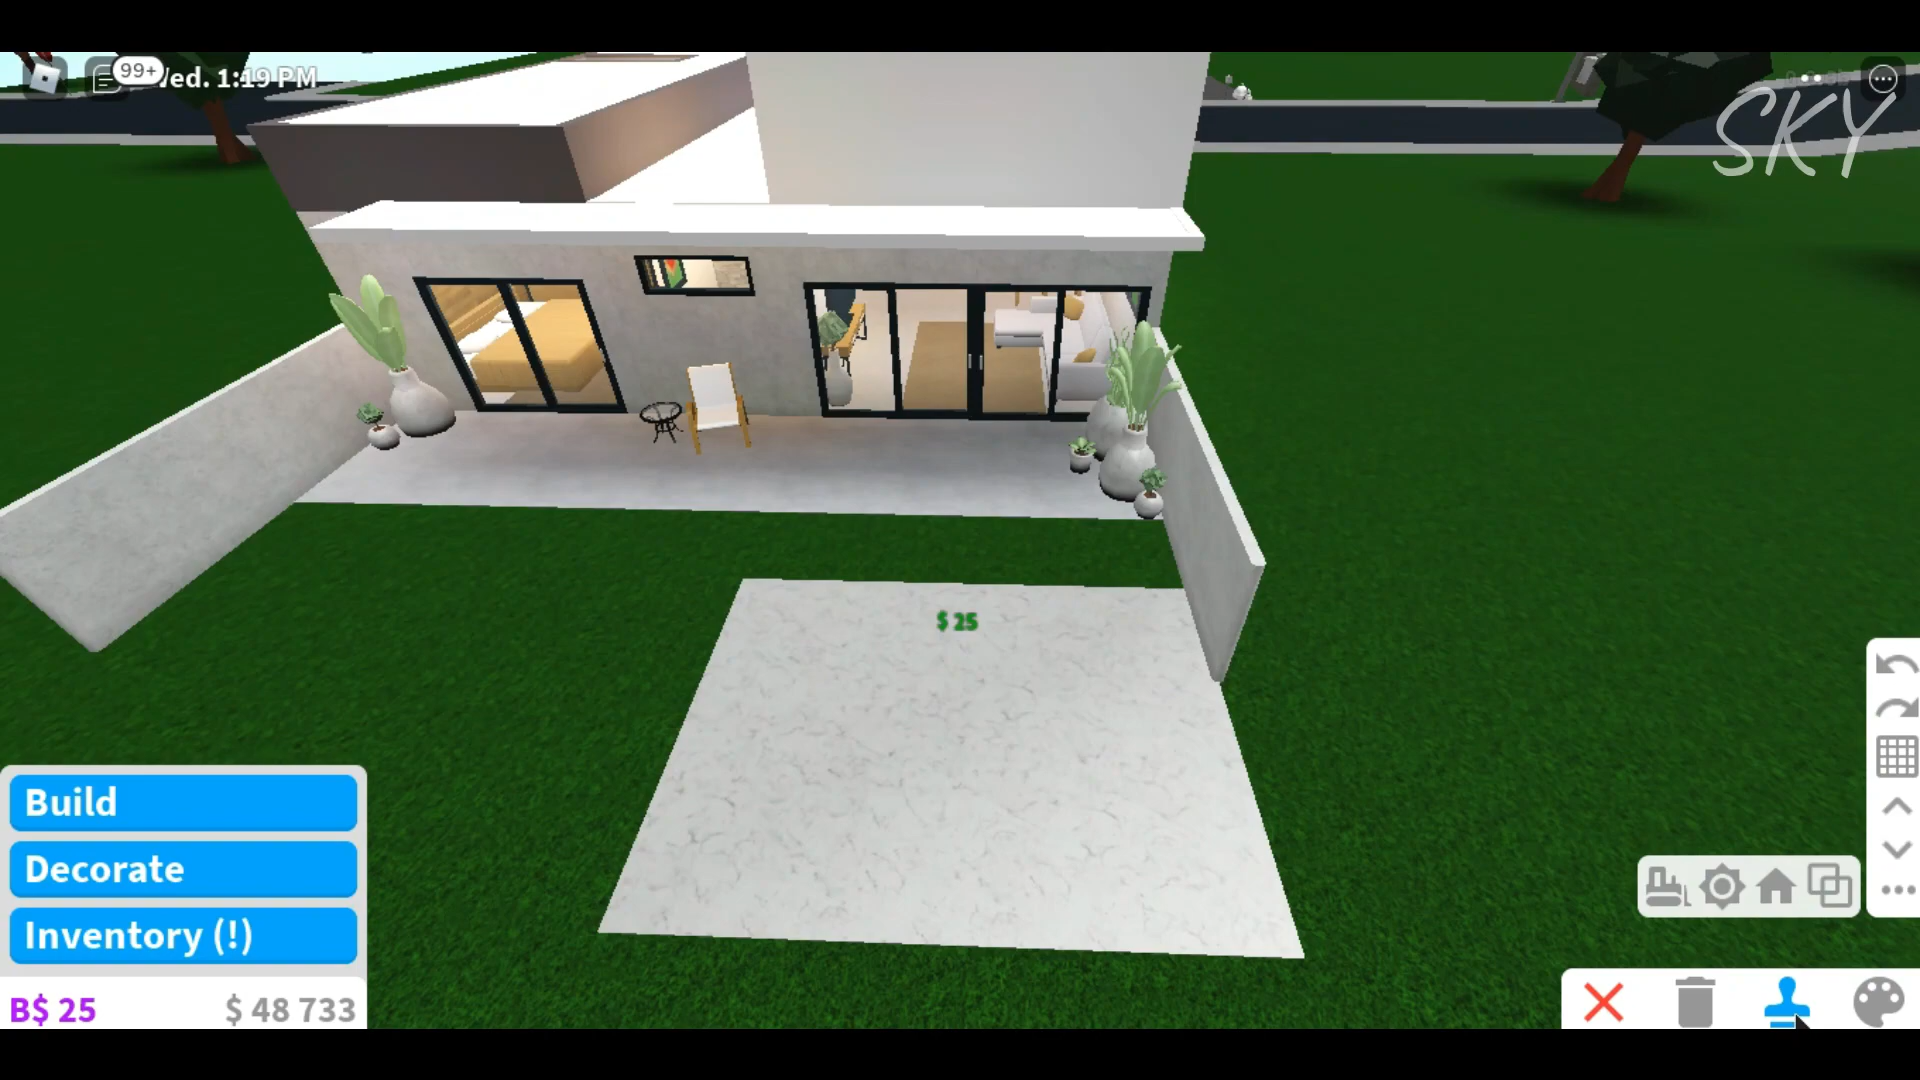 99+
Wed. 1:19 PM
SKY
$ 25
Build
Decorate
Inventory (!)
B$ 25
$ 48 733